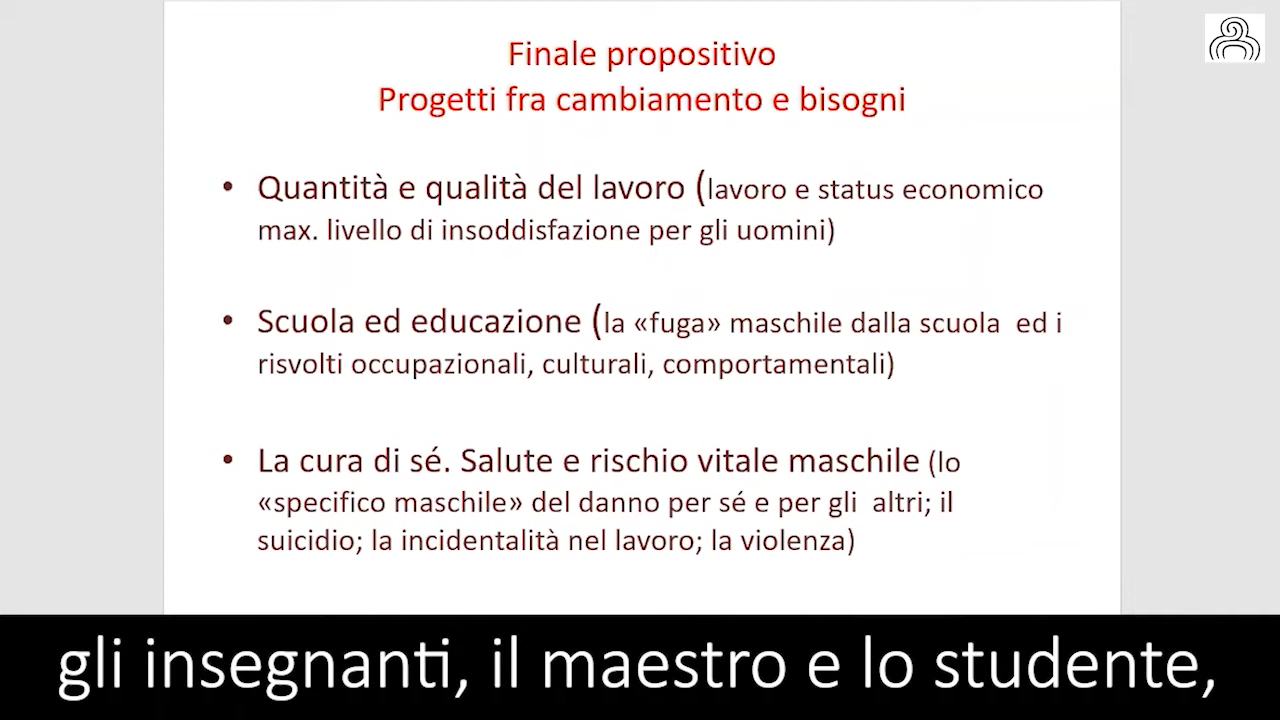 Finale propositivo
Progetti fra cambiamento e bisogni
• Quantità e qualità del lavoro (lavoro e status economico
max. livello di insoddisfazione per gli uomini)
• Scuola ed educazione (la «fuga» maschile dalla scuola ed i
risvolti occupazionali, culturali, comportamentali)
• La cura di sé. Salute e rischio vitale maschile (lo
«specifico maschile» del danno per sé e per gli altri; il
suicidio; la incidentalità nel lavoro; la violenza)
gli insegnanti, il maestro e lo studente,